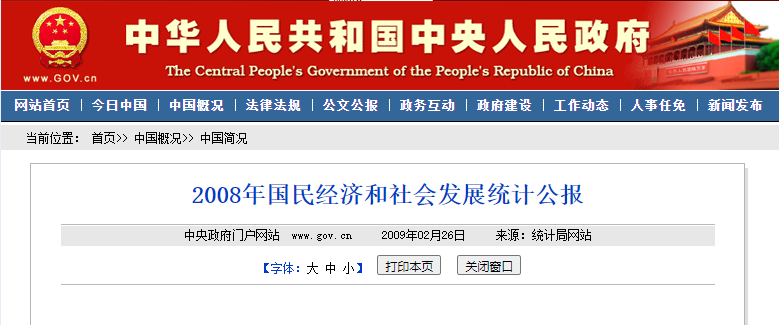 中华人民共和国中央人民政府
www.GOV.cn
The Central People's Government of the People's Republic of China
网站首页 | 今日中国 | 中国概况 | 法律法规 | 公文公报 | 政务互动 | 政府建设 | 工作动态 | 人事任免 | 新闻发布
当前位置： 首页>> 中国概况>> 中国简况
2008年国民经济和社会发展统计公报
中央政府门户网站 www.gov.cn 2009年02月26日 来源：统计局网站
【字体：大 中 小】 打印本页 关闭窗口